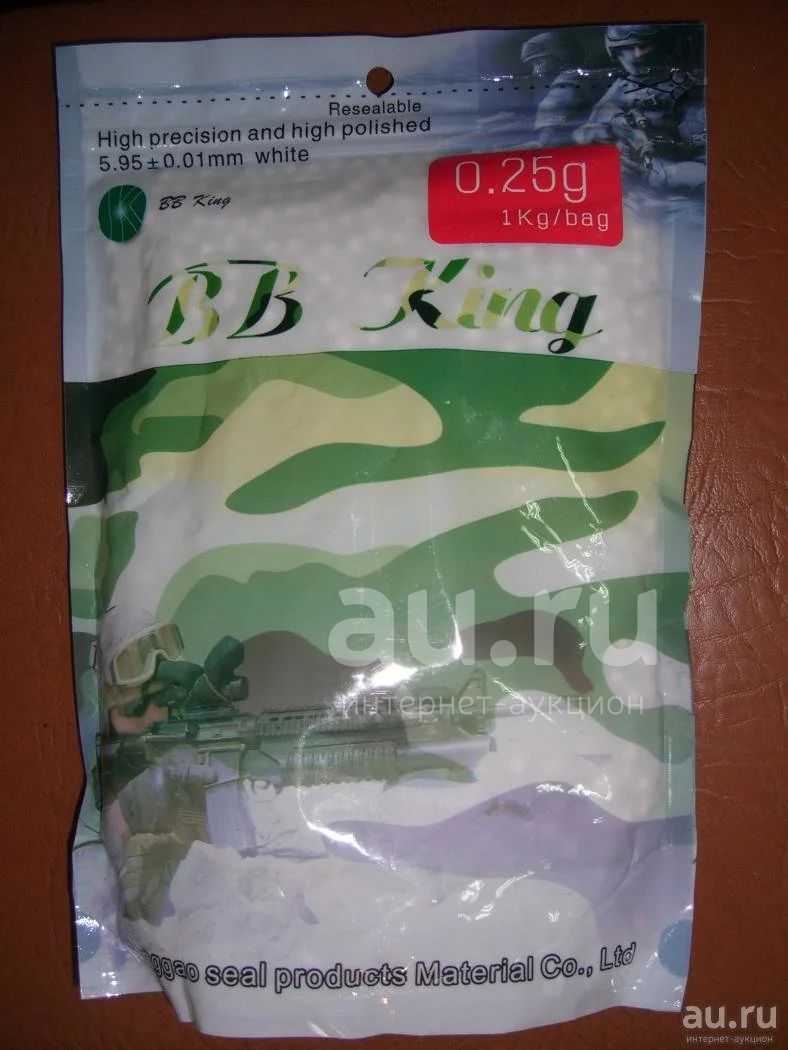 Resealable
High precision and high polished
5.95±0.01mm white
0.25g
1Kg/bag
BB King
BB King
au.ru
интернет-аукцион
seal products Material Co., Ltd
au.ru
интернет-аукцион